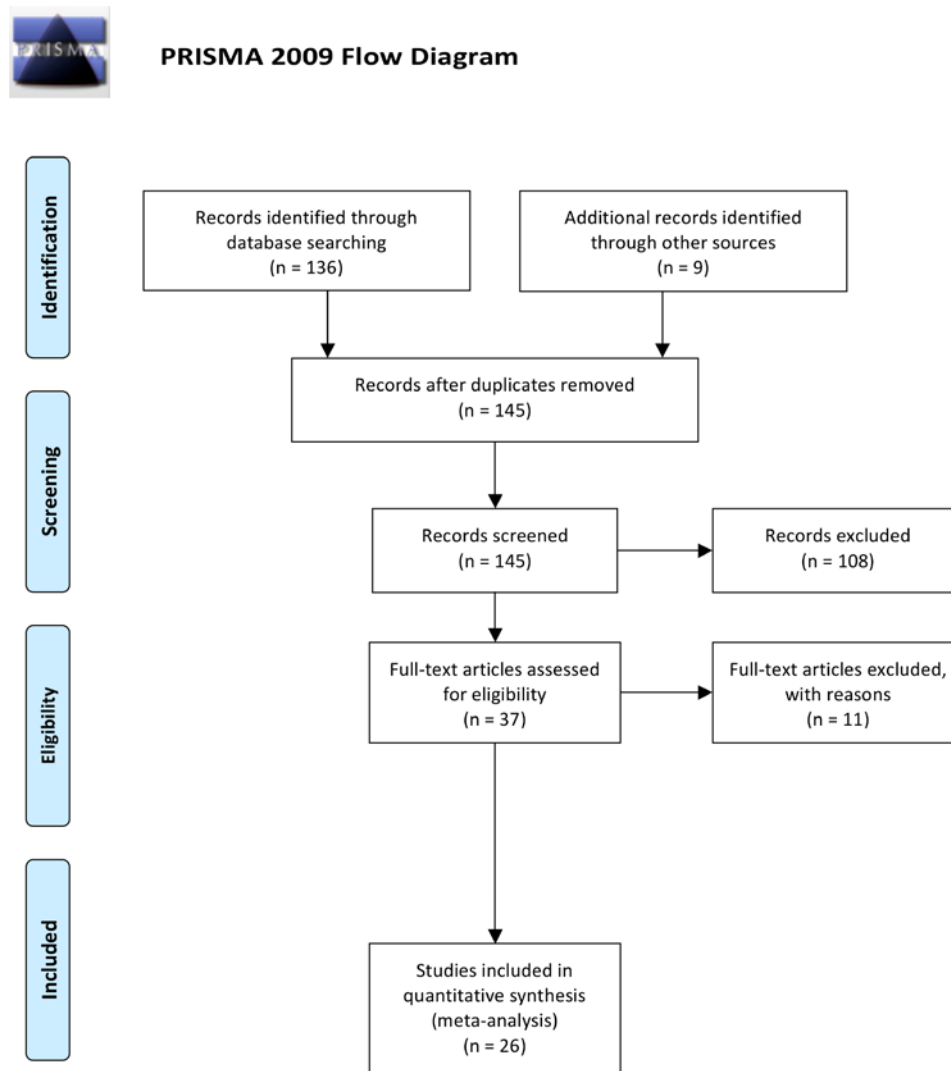 PRISMA
PRISMA 2009 Flow Diagram
Identification
Records identified through
database searching
(n = 136)
Additional records identified
through other sources
(n = 9)
Records after duplicates removed
(n = 145)
Screening
Records screened
(n = 145)
Records excluded
(n = 108)
Eligibility
Full-text articles assessed
for eligibility
(n = 37)
Full-text articles excluded,
with reasons
(n = 11)
Included
Studies included in
quantitative synthesis
(meta-analysis)
(n = 26)